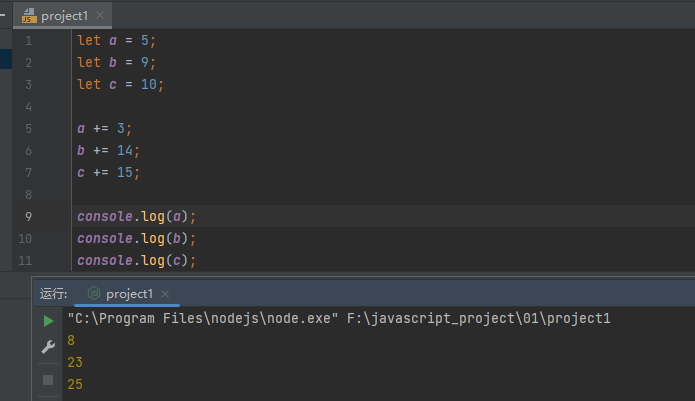 JS project1
1 let a = 5;
2 let b = 9;
3 let c = 10;
4
5 a += 3;
6 b += 14;
7 c += 15;
8
9 console.log(a);
10 console.log(b);
11 console.log(c);
运行: project1
"C:\Program Files\nodejs\node.exe" F:\javascript_project\01\project1
8
23
25